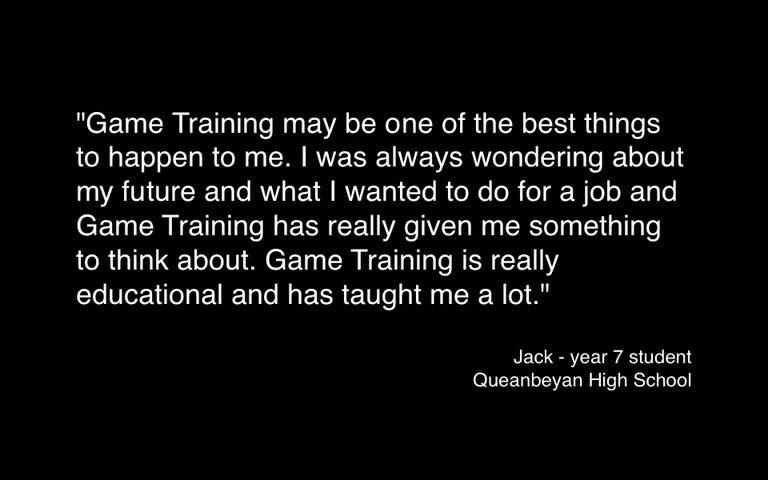 "Game Training may be one of the best things
to happen to me. I was always wondering about
my future and what I wanted to do for a job and
Game Training has really given me something
to think about. Game Training is really
educational and has taught me a lot."
Jack - year 7 student
Queanbeyan High School